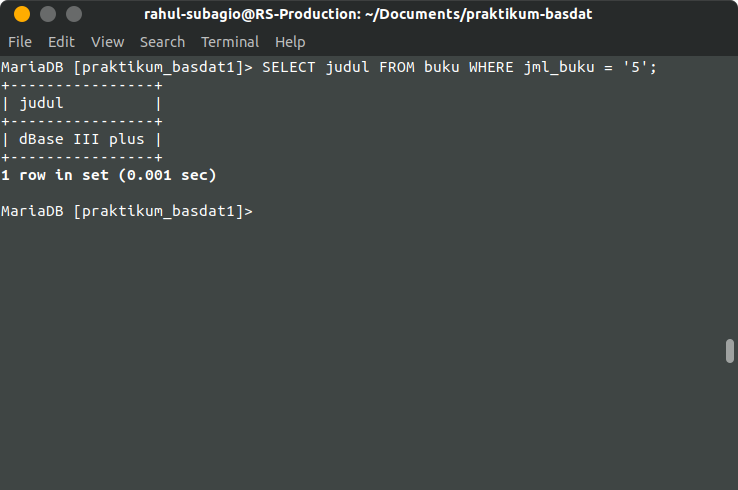 rahul-subagio@RS-Production: ~/Documents/praktikum-basdat
File Edit View Search Terminal Help
MariaDB [praktikum_basdat1]> SELECT judul FROM buku WHERE jml_buku = '5';
+----------------+
| judul          |
+----------------+
| dBase III plus |
+----------------+
1 row in set (0.001 sec)
MariaDB [praktikum_basdat1]>